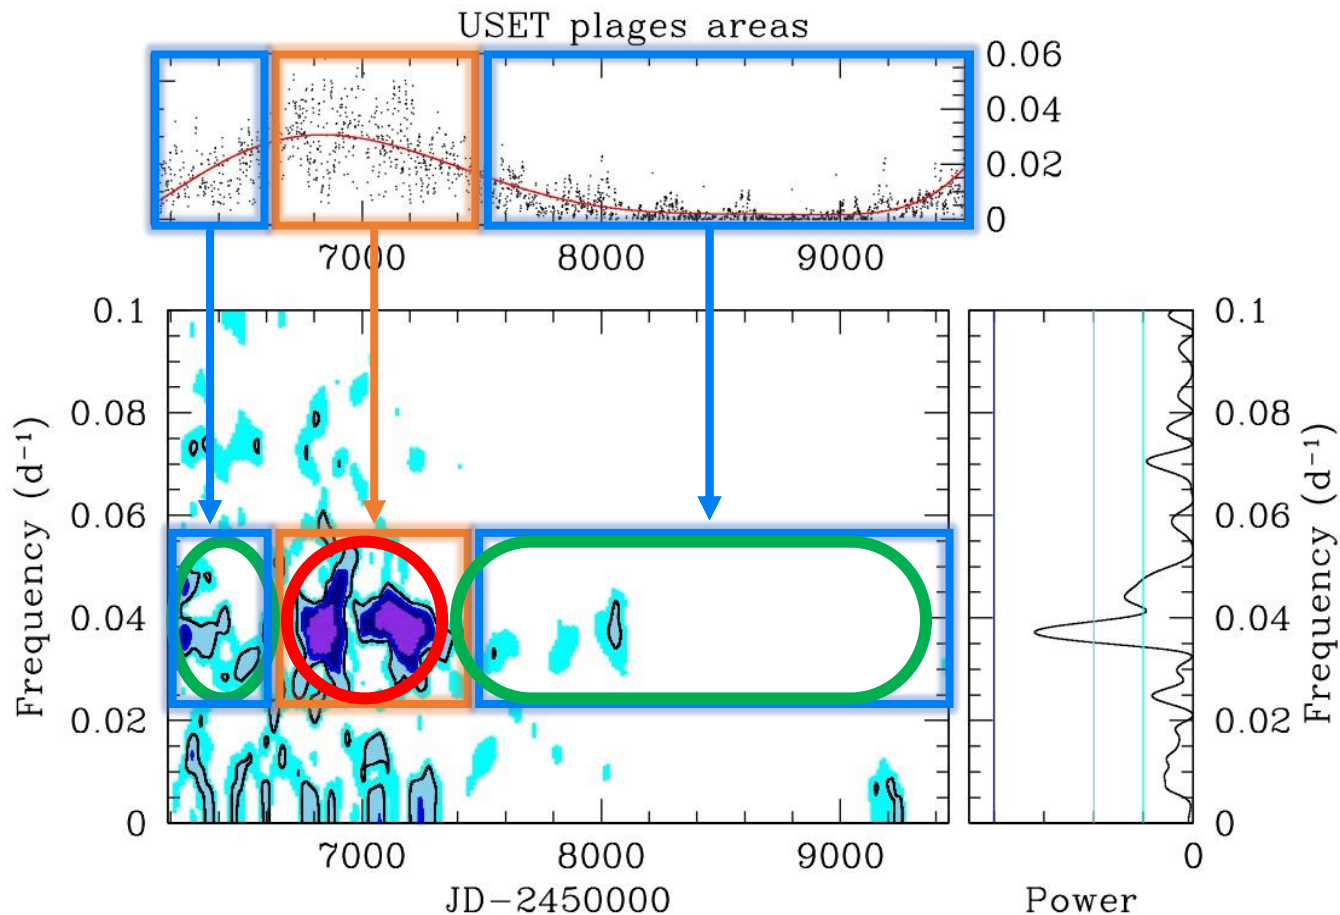 USET plages areas
0.06
0.04
0.02
0
7000 8000 9000
0.1 0.1
0.08 0.08
0.06 0.06
0.04 0.04
0.02 0.02
0 0
Frequency (d⁻¹)
Frequency (d⁻¹)
7000 8000 9000 0
JD-2450000 Power